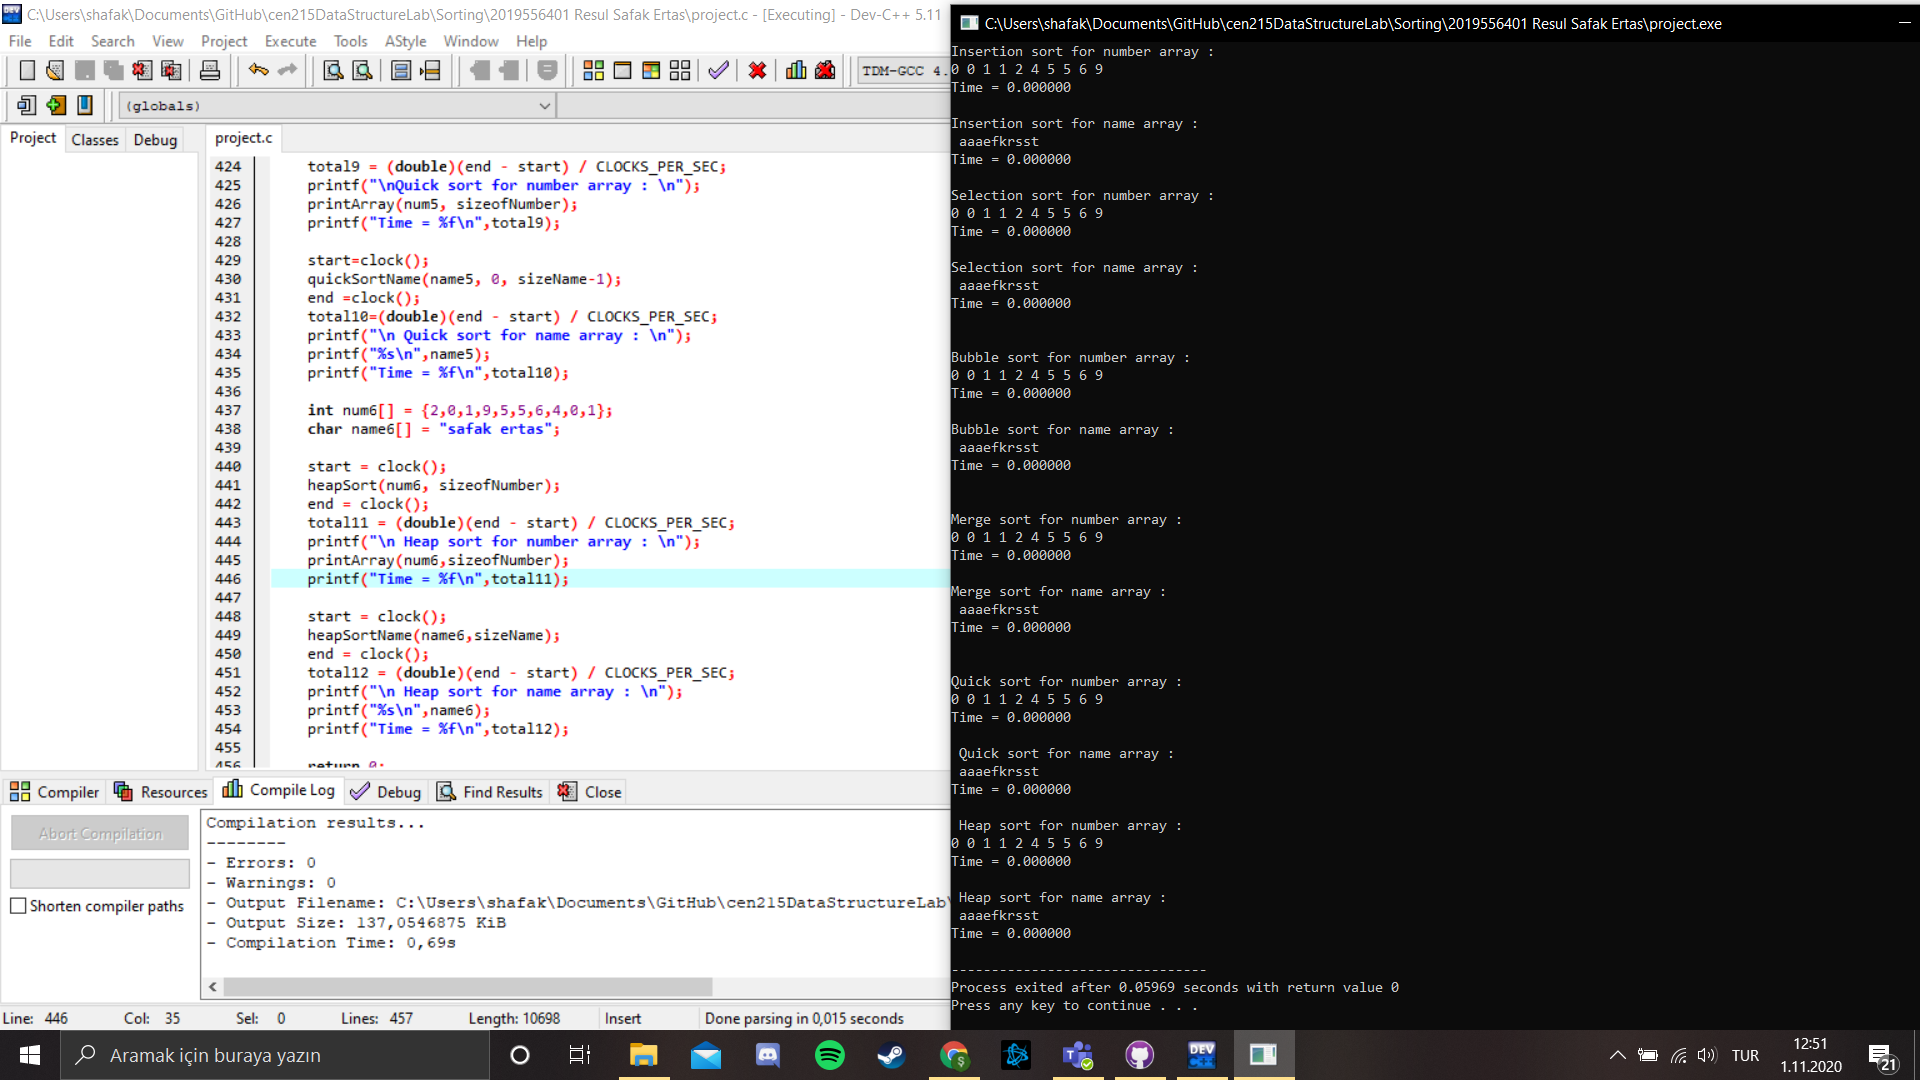 C:\Users\shafak\Documents\GitHub\cen215DataStructureLab\Sorting\2019556401 Resul Safak Ertas\project.c - [Executing] - Dev-C++ 5.11
File Edit Search View Project Execute Tools AStyle Window Help
TDM-GCC 4.
(globals)
Project Classes Debug
project.c
424 total9 = (double)(end - start) / CLOCKS_PER_SEC;
425 printf("\nQuick sort for number array : \n");
426 printArray(num5, sizeofNumber);
427 printf("Time = %f\n",total9);
428
429 start=clock();
430 quickSortName(name5, 0, sizeName-1);
431 end =clock();
432 total10=(double)(end - start) / CLOCKS_PER_SEC;
433 printf("\n Quick sort for name array : \n");
434 printf("%s\n",name5);
435 printf("Time = %f\n",total10);
436
437 int num6[] = {2,0,1,9,5,5,6,4,0,1};
438 char name6[] = "safak ertas";
439
440 start = clock();
441 heapSort(num6, sizeofNumber);
442 end = clock();
443 total11 = (double)(end - start) / CLOCKS_PER_SEC;
444 printf("\n Heap sort for number array : \n");
445 printArray(num6,sizeofNumber);
446 printf("Time = %f\n",total11);
447
448 start = clock();
449 heapSortName(name6,sizeName);
450 end = clock();
451 total12 = (double)(end - start) / CLOCKS_PER_SEC;
452 printf("\n Heap sort for name array : \n");
453 printf("%s\n",name6);
454 printf("Time = %f\n",total12);
455
456 return 0;
Compiler Resources Compile Log Debug Find Results Close
Abort Compilation
Shorten compiler paths
Compilation results...
--------
- Errors: 0
- Warnings: 0
- Output Filename: C:\Users\shafak\Documents\GitHub\cen215DataStructureLab\
- Output Size: 137,0546875 KiB
- Compilation Time: 0,69s
Line: 446 Col: 35 Sel: 0 Lines: 457 Length: 10698 Insert Done parsing in 0,015 seconds
C:\Users\shafak\Documents\GitHub\cen215DataStructureLab\Sorting\2019556401 Resul Safak Ertas\project.exe
Insertion sort for number array :
0 0 1 1 2 4 5 5 6 9
Time = 0.000000
Insertion sort for name array :
aaaefkrsst
Time = 0.000000
Selection sort for number array :
0 0 1 1 2 4 5 5 6 9
Time = 0.000000
Selection sort for name array :
aaaefkrsst
Time = 0.000000
Bubble sort for number array :
0 0 1 1 2 4 5 5 6 9
Time = 0.000000
Bubble sort for name array :
aaaefkrsst
Time = 0.000000
Merge sort for number array :
0 0 1 1 2 4 5 5 6 9
Time = 0.000000
Merge sort for name array :
aaaefkrsst
Time = 0.000000
Quick sort for number array :
0 0 1 1 2 4 5 5 6 9
Time = 0.000000
Quick sort for name array :
aaaefkrsst
Time = 0.000000
Heap sort for number array :
0 0 1 1 2 4 5 5 6 9
Time = 0.000000
Heap sort for name array :
aaaefkrsst
Time = 0.000000
--------------------------------
Process exited after 0.05969 seconds with return value 0
Press any key to continue . . .
Aramak için buraya yazın
DEV
TUR
12:51
1.11.2020
21